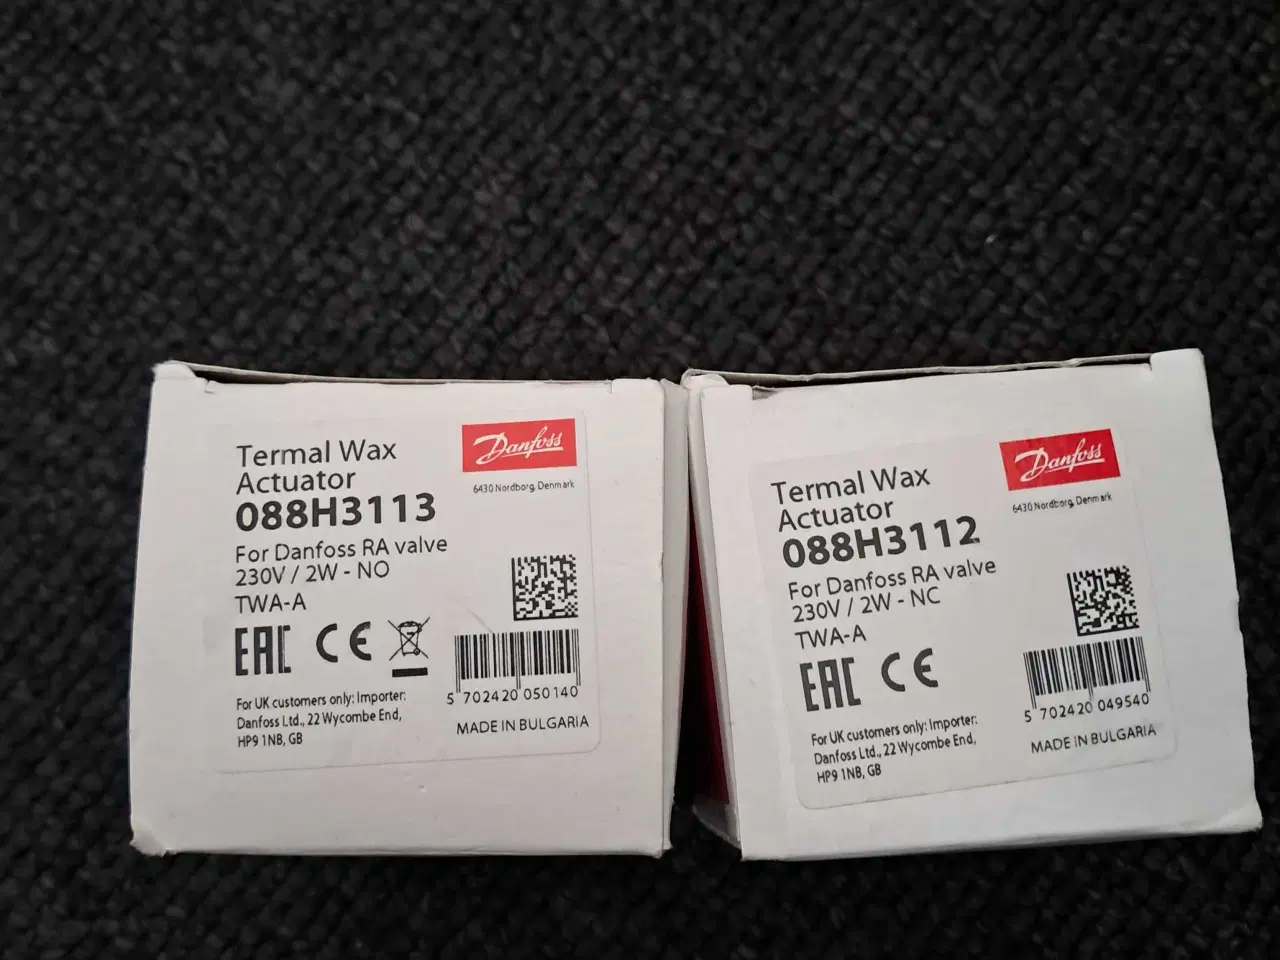 Termal Wax
Actuator
088H3113
For Danfoss RA valve
230V / 2W - NO
TWA-A
Danfoss
6430 Nordborg, Denmark
EAC CE
5 702420 050140
For UK customers only: Importer:
Danfoss Ltd., 22 Wycombe End,
HP9 1NB, GB
MADE IN BULGARIA
Termal Wax
Actuator
088H3112
For Danfoss RA valve
230V / 2W - NC
TWA-A
Danfoss
6430 Nordborg, Denmark
EAC CE
5 702420 049540
For UK customers only: Importer:
Danfoss Ltd., 22 Wycombe End,
HP9 1NB, GB
MADE IN BULGARIA